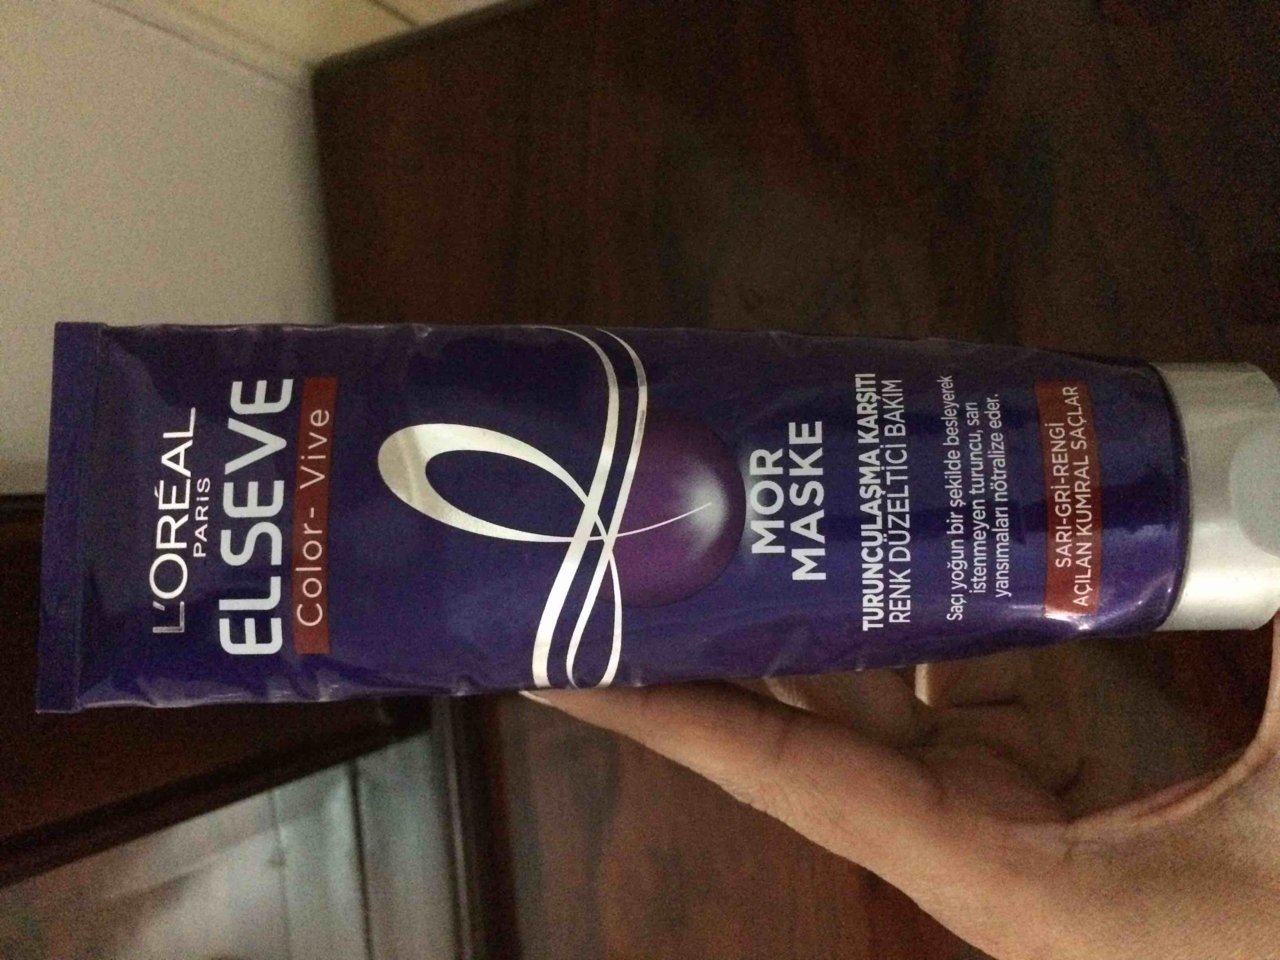 L'ORÉAL
PARiS
ELSEVE
Color-Vive
MOR
MASKE
TURUNCULAŞMA KARŞITI
RENK DÜZELTİCİ BAKIM
Saçı yoğun bir şekilde besleyerek
istenmeyen turuncu, sarı
yansımaları nötralize eder.
SARI-GRİ-RENGİ
AÇILAN KUMRAL SAÇLAR